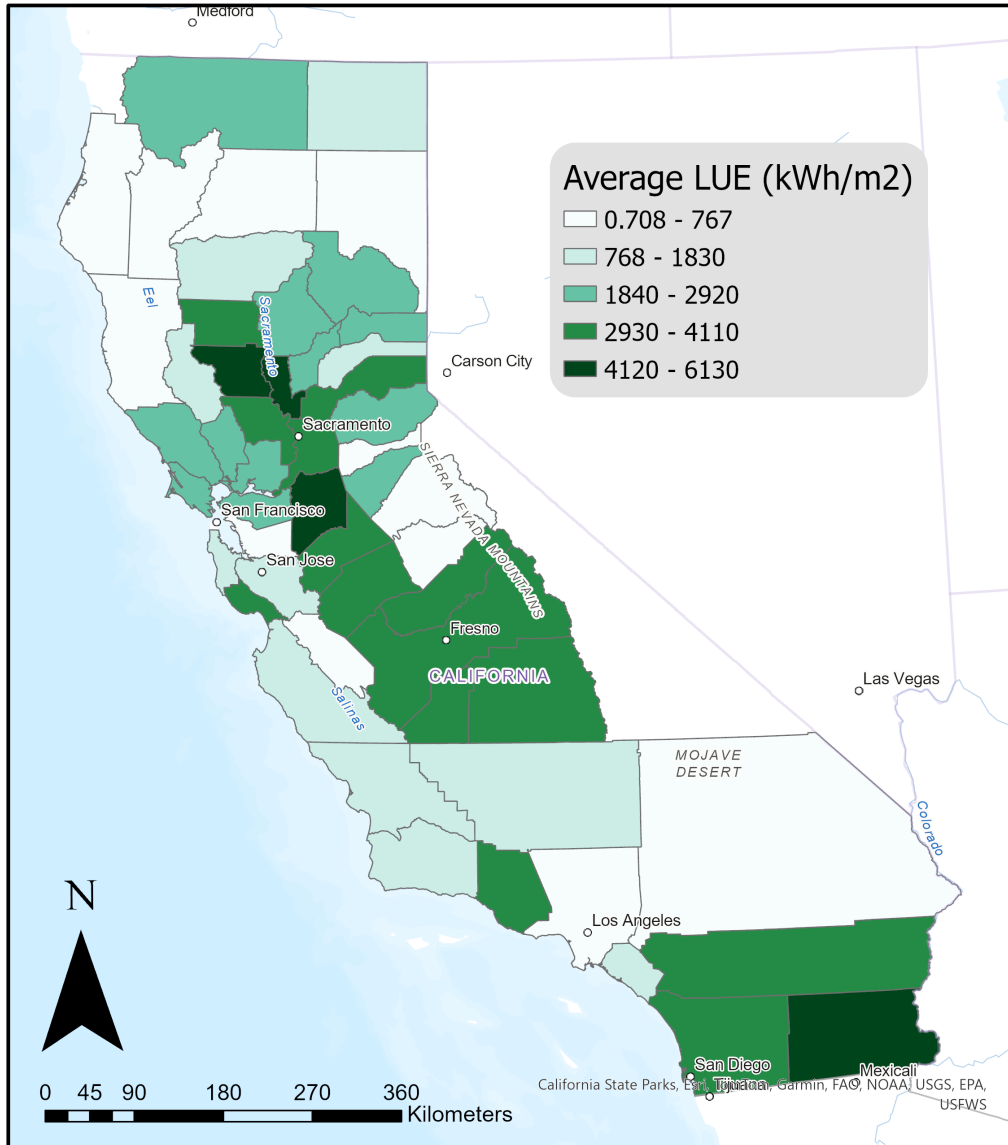 Medford
Average LUE (kWh/m2)
0.708 - 767
768 - 1830
1840 - 2920
2930 - 4110
4120 - 6130
Eel
Sacramento
Carson City
Sacramento
SIERRA NEVADA MOUNTAINS
San Francisco
San Jose
Fresno
CALIFORNIA
Las Vegas
Salinas
MOJAVE
DESERT
Colorado
N
Los Angeles
San Diego
Mexicali
Tijuana
California State Parks, Esri, Garmin, FAO, NOAA, USGS, EPA,
USFWS
0 45 90 180 270 360
Kilometers